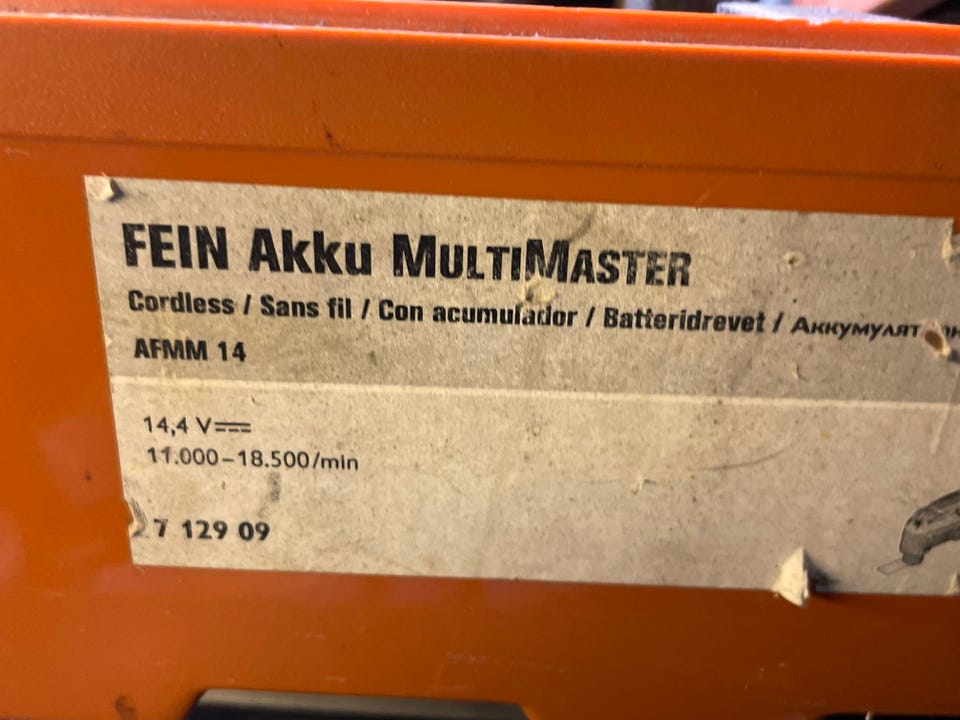 FEIN Akku MULTIMASTER
Cordless / Sans fil / Con acumulador / Batteridrevet /
AFMM 14
14,4 V
11.000–18.500/min
7 129 09